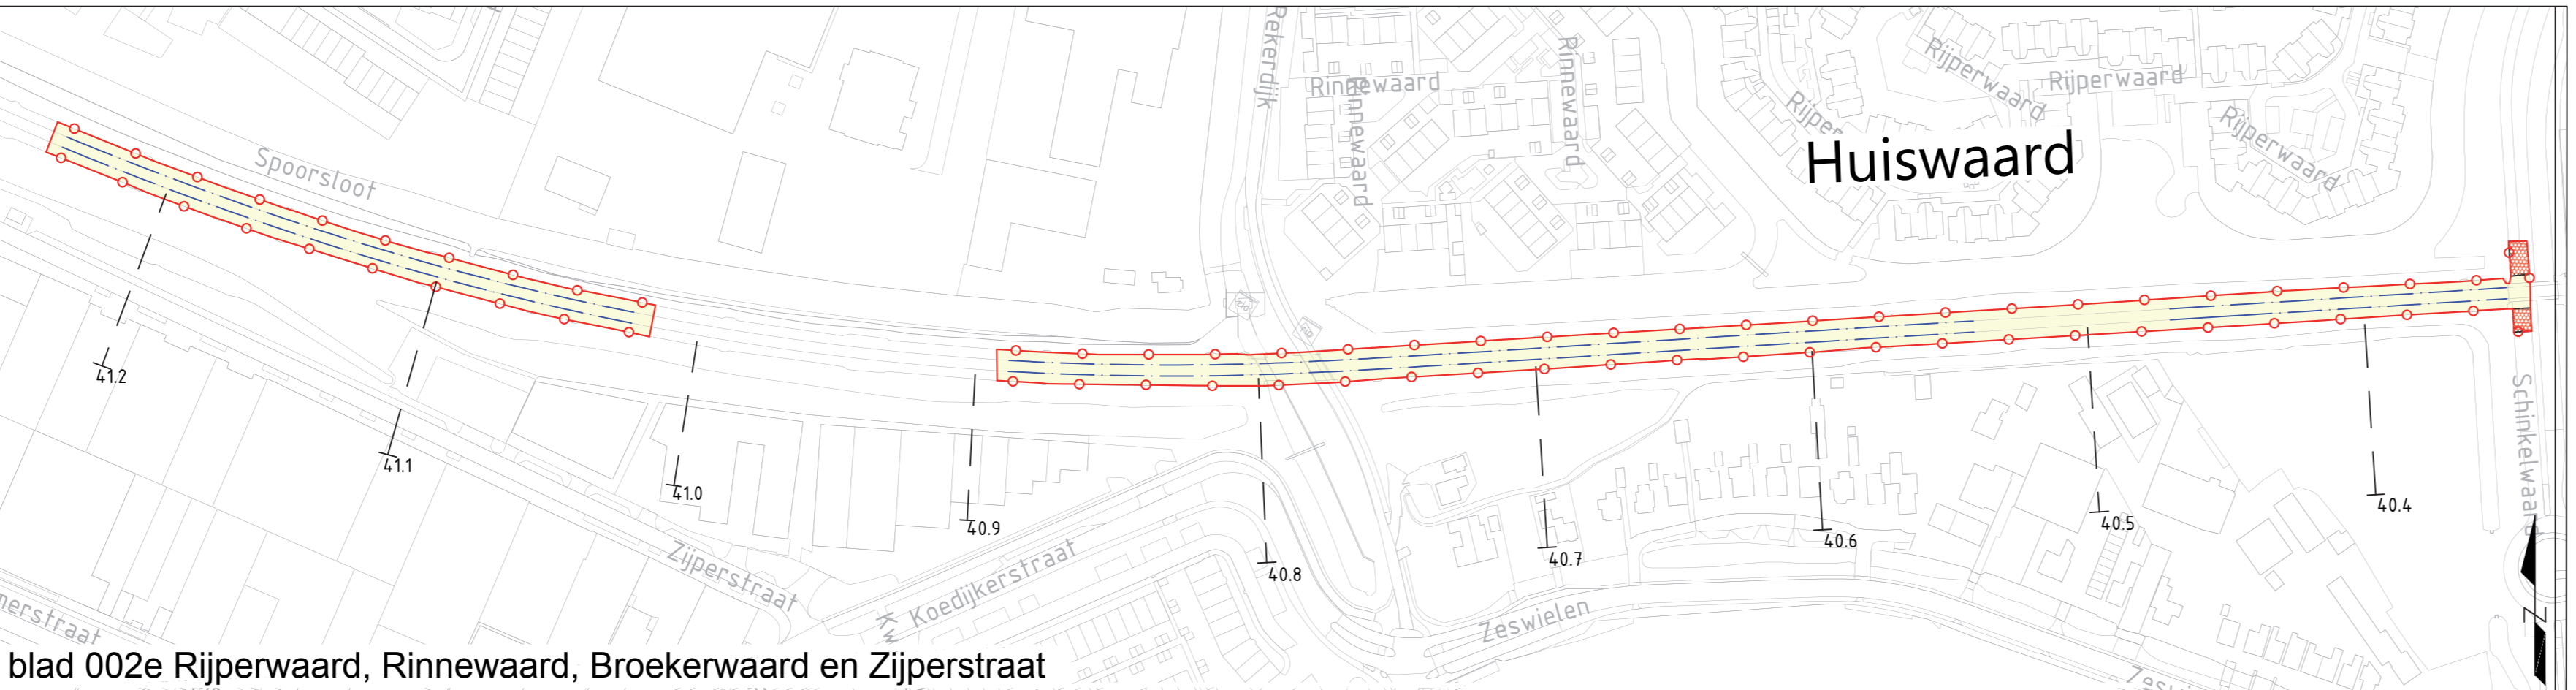 Rekerdijk
Rinnewaard
Rinnewaard
Rinnewaard
Rijperwaard
Rijperwaard
Rijperwaard
Huiswaard
Spoorsloot
41.2
41.1
41.0
40.9
40.8
40.7
40.6
40.5
40.4
Schinkelwaard
Zijperstraat
Koedijkerstraat
Zeswielen
N
blad 002e Rijperwaard, Rinnewaard, Broekerwaard en Zijperstraat